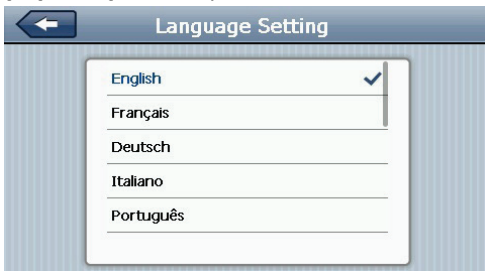 Language Setting
English
Français
Deutsch
Italiano
Português